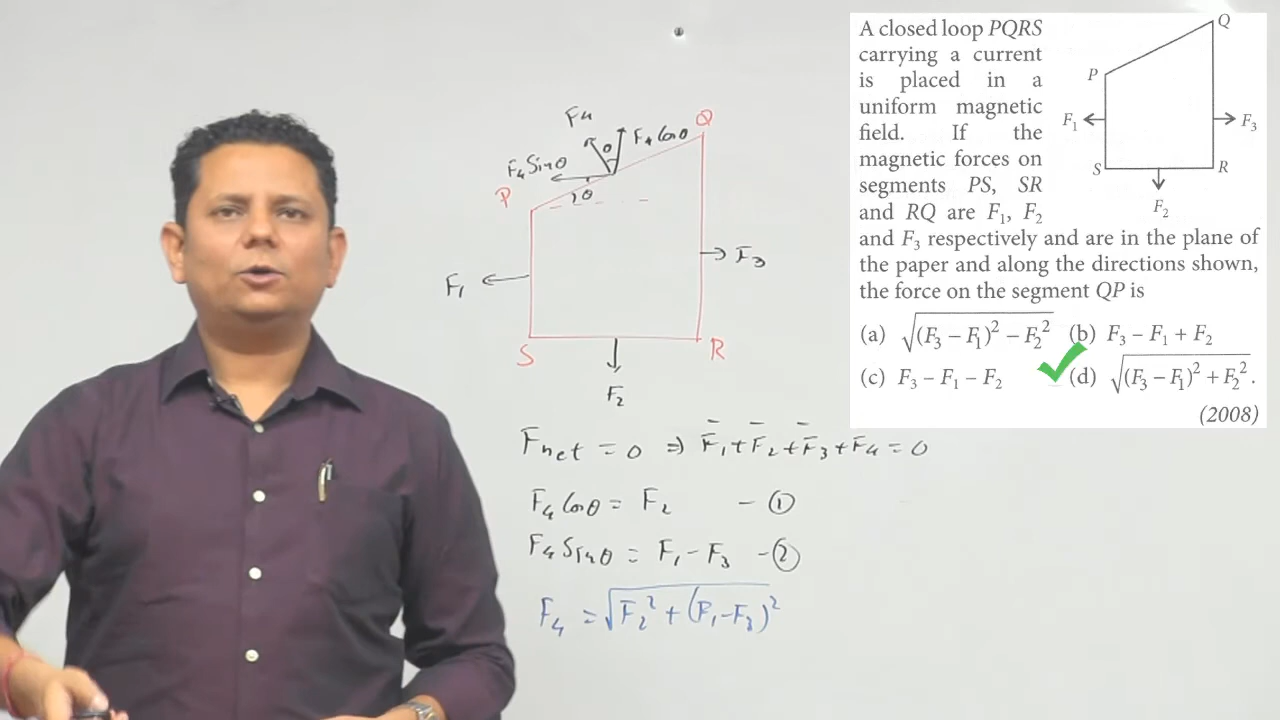 A closed loop PQRS
carrying a current
is placed in a
uniform magnetic
field. If the
magnetic forces on
segments PS, SR
and RQ are F₁, F₂
and F₃ respectively and are in the plane of
the paper and along the directions shown,
the force on the segment QP is
(a) √((F₃ − F₁)² − F₂²) (b) F₃ − F₁ + F₂
(c) F₃ − F₁ − F₂ (d) √((F₃ − F₁)² + F₂²).
(2008)
Q
P
F₁
F₃
S
R
F₂
F₄
Q
F₄ Cosθ
θ
F₄ Sinθ
P
θ
F₃
F₁
S
R
F₂
F̄net = 0 ⇒ F̄₁ + F̄₂ + F̄₃ + F₄ = 0
F₄ Cosθ = F₂ - ①
F₄ Sinθ = F₁ - F₃ - ②
F₄ = √(F₂² + (F₁ - F₃)²)